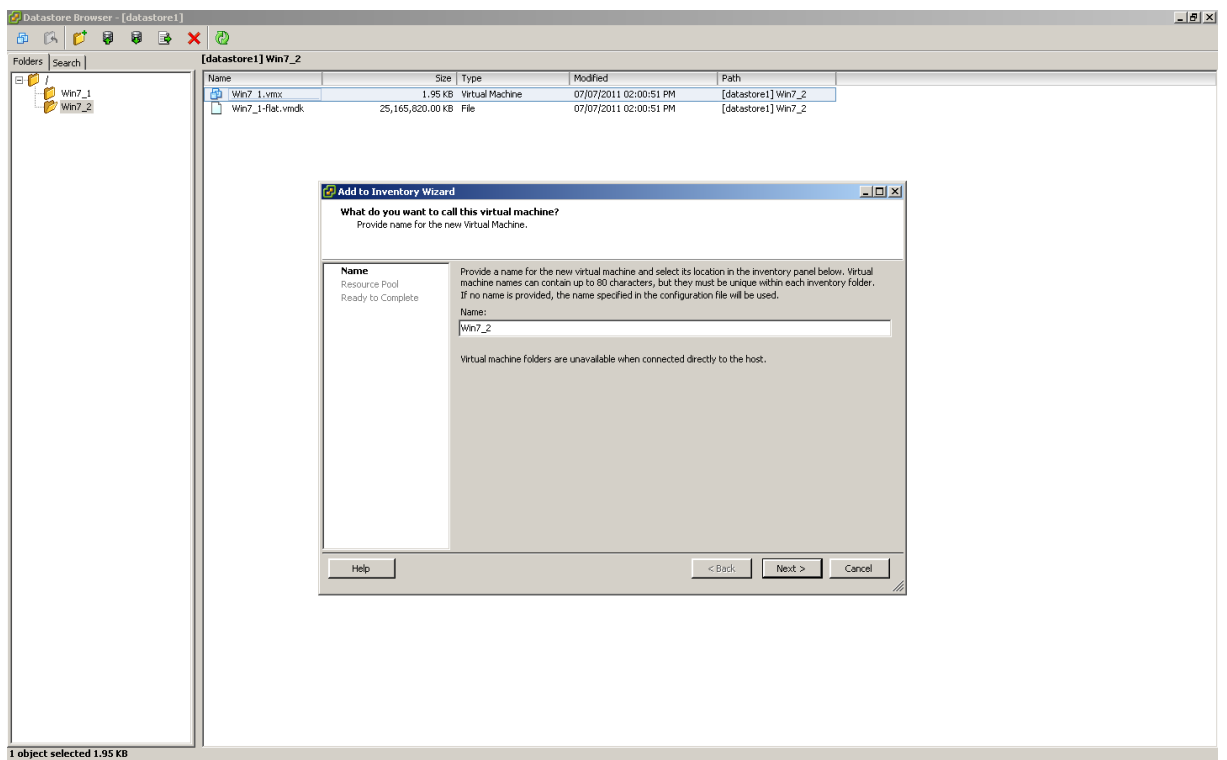 Datastore Browser - [datastore1]
Folders Search
[datastore1] Win7_2
/
Win7_1
Win7_2
Name Size Type Modified Path
Win7_1.vmx 1.95 KB Virtual Machine 07/07/2011 02:00:51 PM [datastore1] Win7_2
Win7_1-flat.vmdk 25,165,820.00 KB File 07/07/2011 02:00:51 PM [datastore1] Win7_2
Add to Inventory Wizard
What do you want to call this virtual machine?
Provide name for the new Virtual Machine.
Name
Resource Pool
Ready to Complete
Provide a name for the new virtual machine and select its location in the inventory panel below. Virtual
machine names can contain up to 80 characters, but they must be unique within each inventory folder.
If no name is provided, the name specified in the configuration file will be used.
Name:
Win7_2
Virtual machine folders are unavailable when connected directly to the host.
Help < Back Next > Cancel
1 object selected 1.95 KB